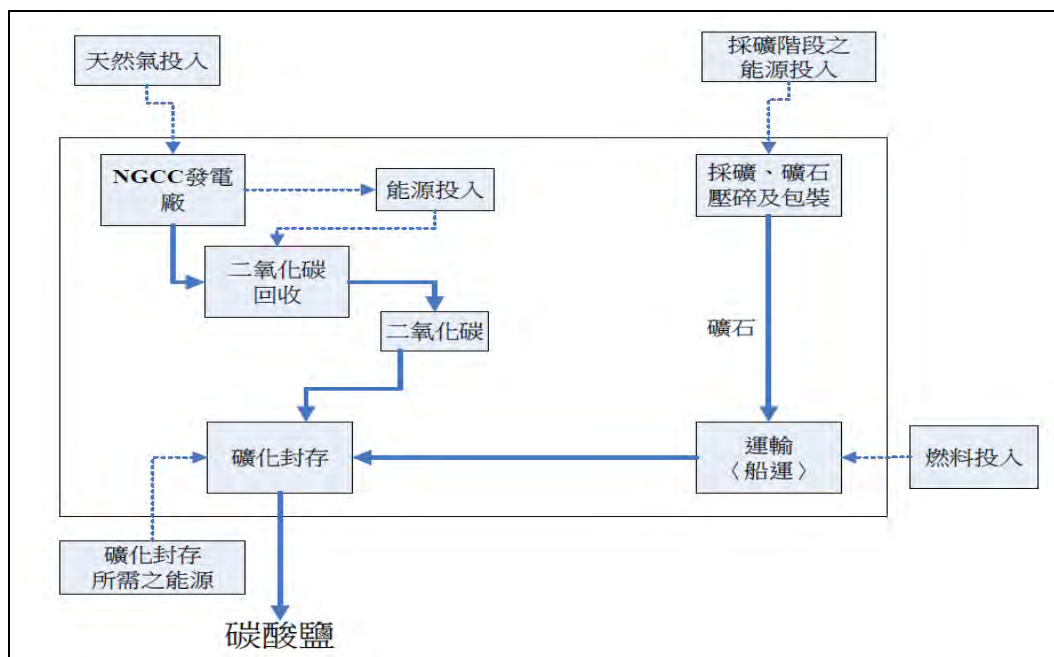 天然氣投入
採礦階段之
能源投入
NGCC發電
廠
能源投入
採礦、礦石
壓碎及包裝
二氧化碳
回收
二氧化碳
礦石
礦化封存
運輸
〈船運〉
燃料投入
礦化封存
所需之能源
碳酸鹽